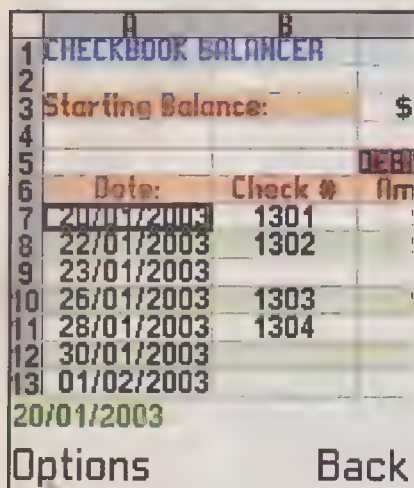 A B
1 CHECKBOOK BALANCER
2
3 Starting Balance: $
4
5 DEBI
6 Date: Check # Am
7 20/01/2003 1301
8 22/01/2003 1302
9 23/01/2003
10 26/01/2003 1303
11 28/01/2003 1304
12 30/01/2003
13 01/02/2003
20/01/2003
Options Back